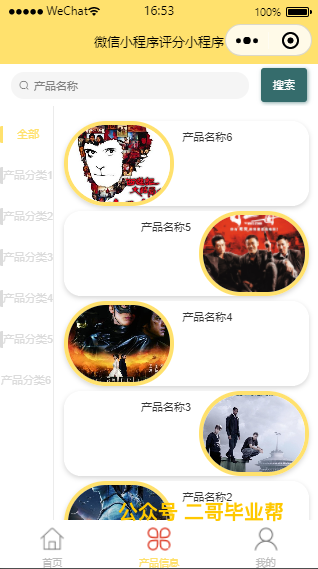 WeChat 16:53 100%
微信小程序评分小程序
产品名称 搜索
全部
产品分类1
产品分类2
产品分类3
产品分类4
产品分类5
产品分类6
产品名称6
产品名称5
产品名称4
产品名称3
产品名称2
公众号 二哥毕业帮
首页 产品信息 我的